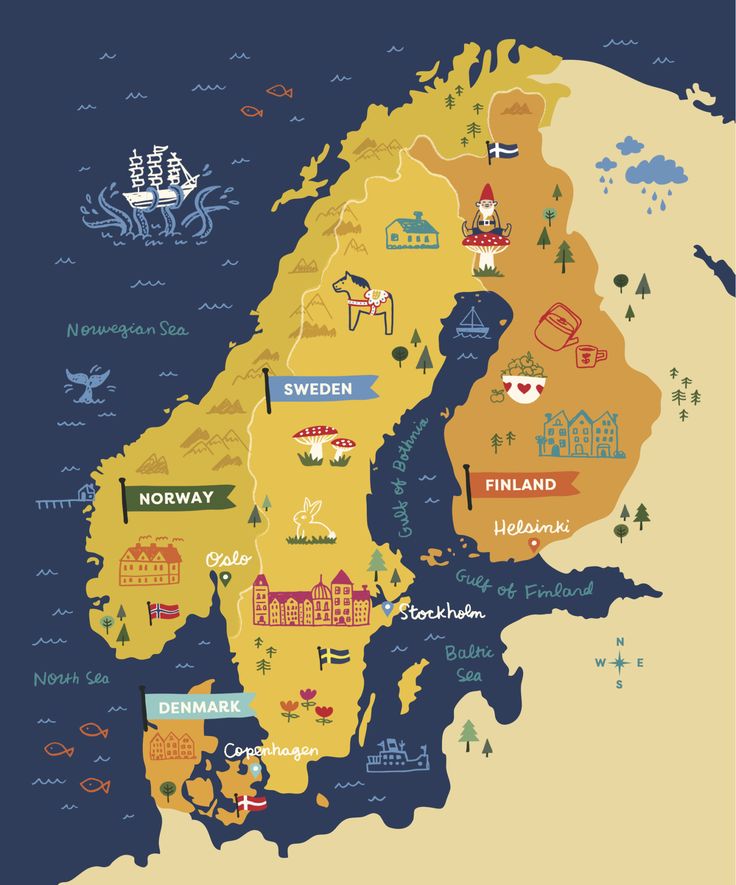 Norwegian Sea
SWEDEN
Gulf of Bothnia
NORWAY
FINLAND
Helsinki
Oslo
Gulf of Finland
Stockholm
N
W E
S
Baltic
Sea
North Sea
DENMARK
Copenhagen